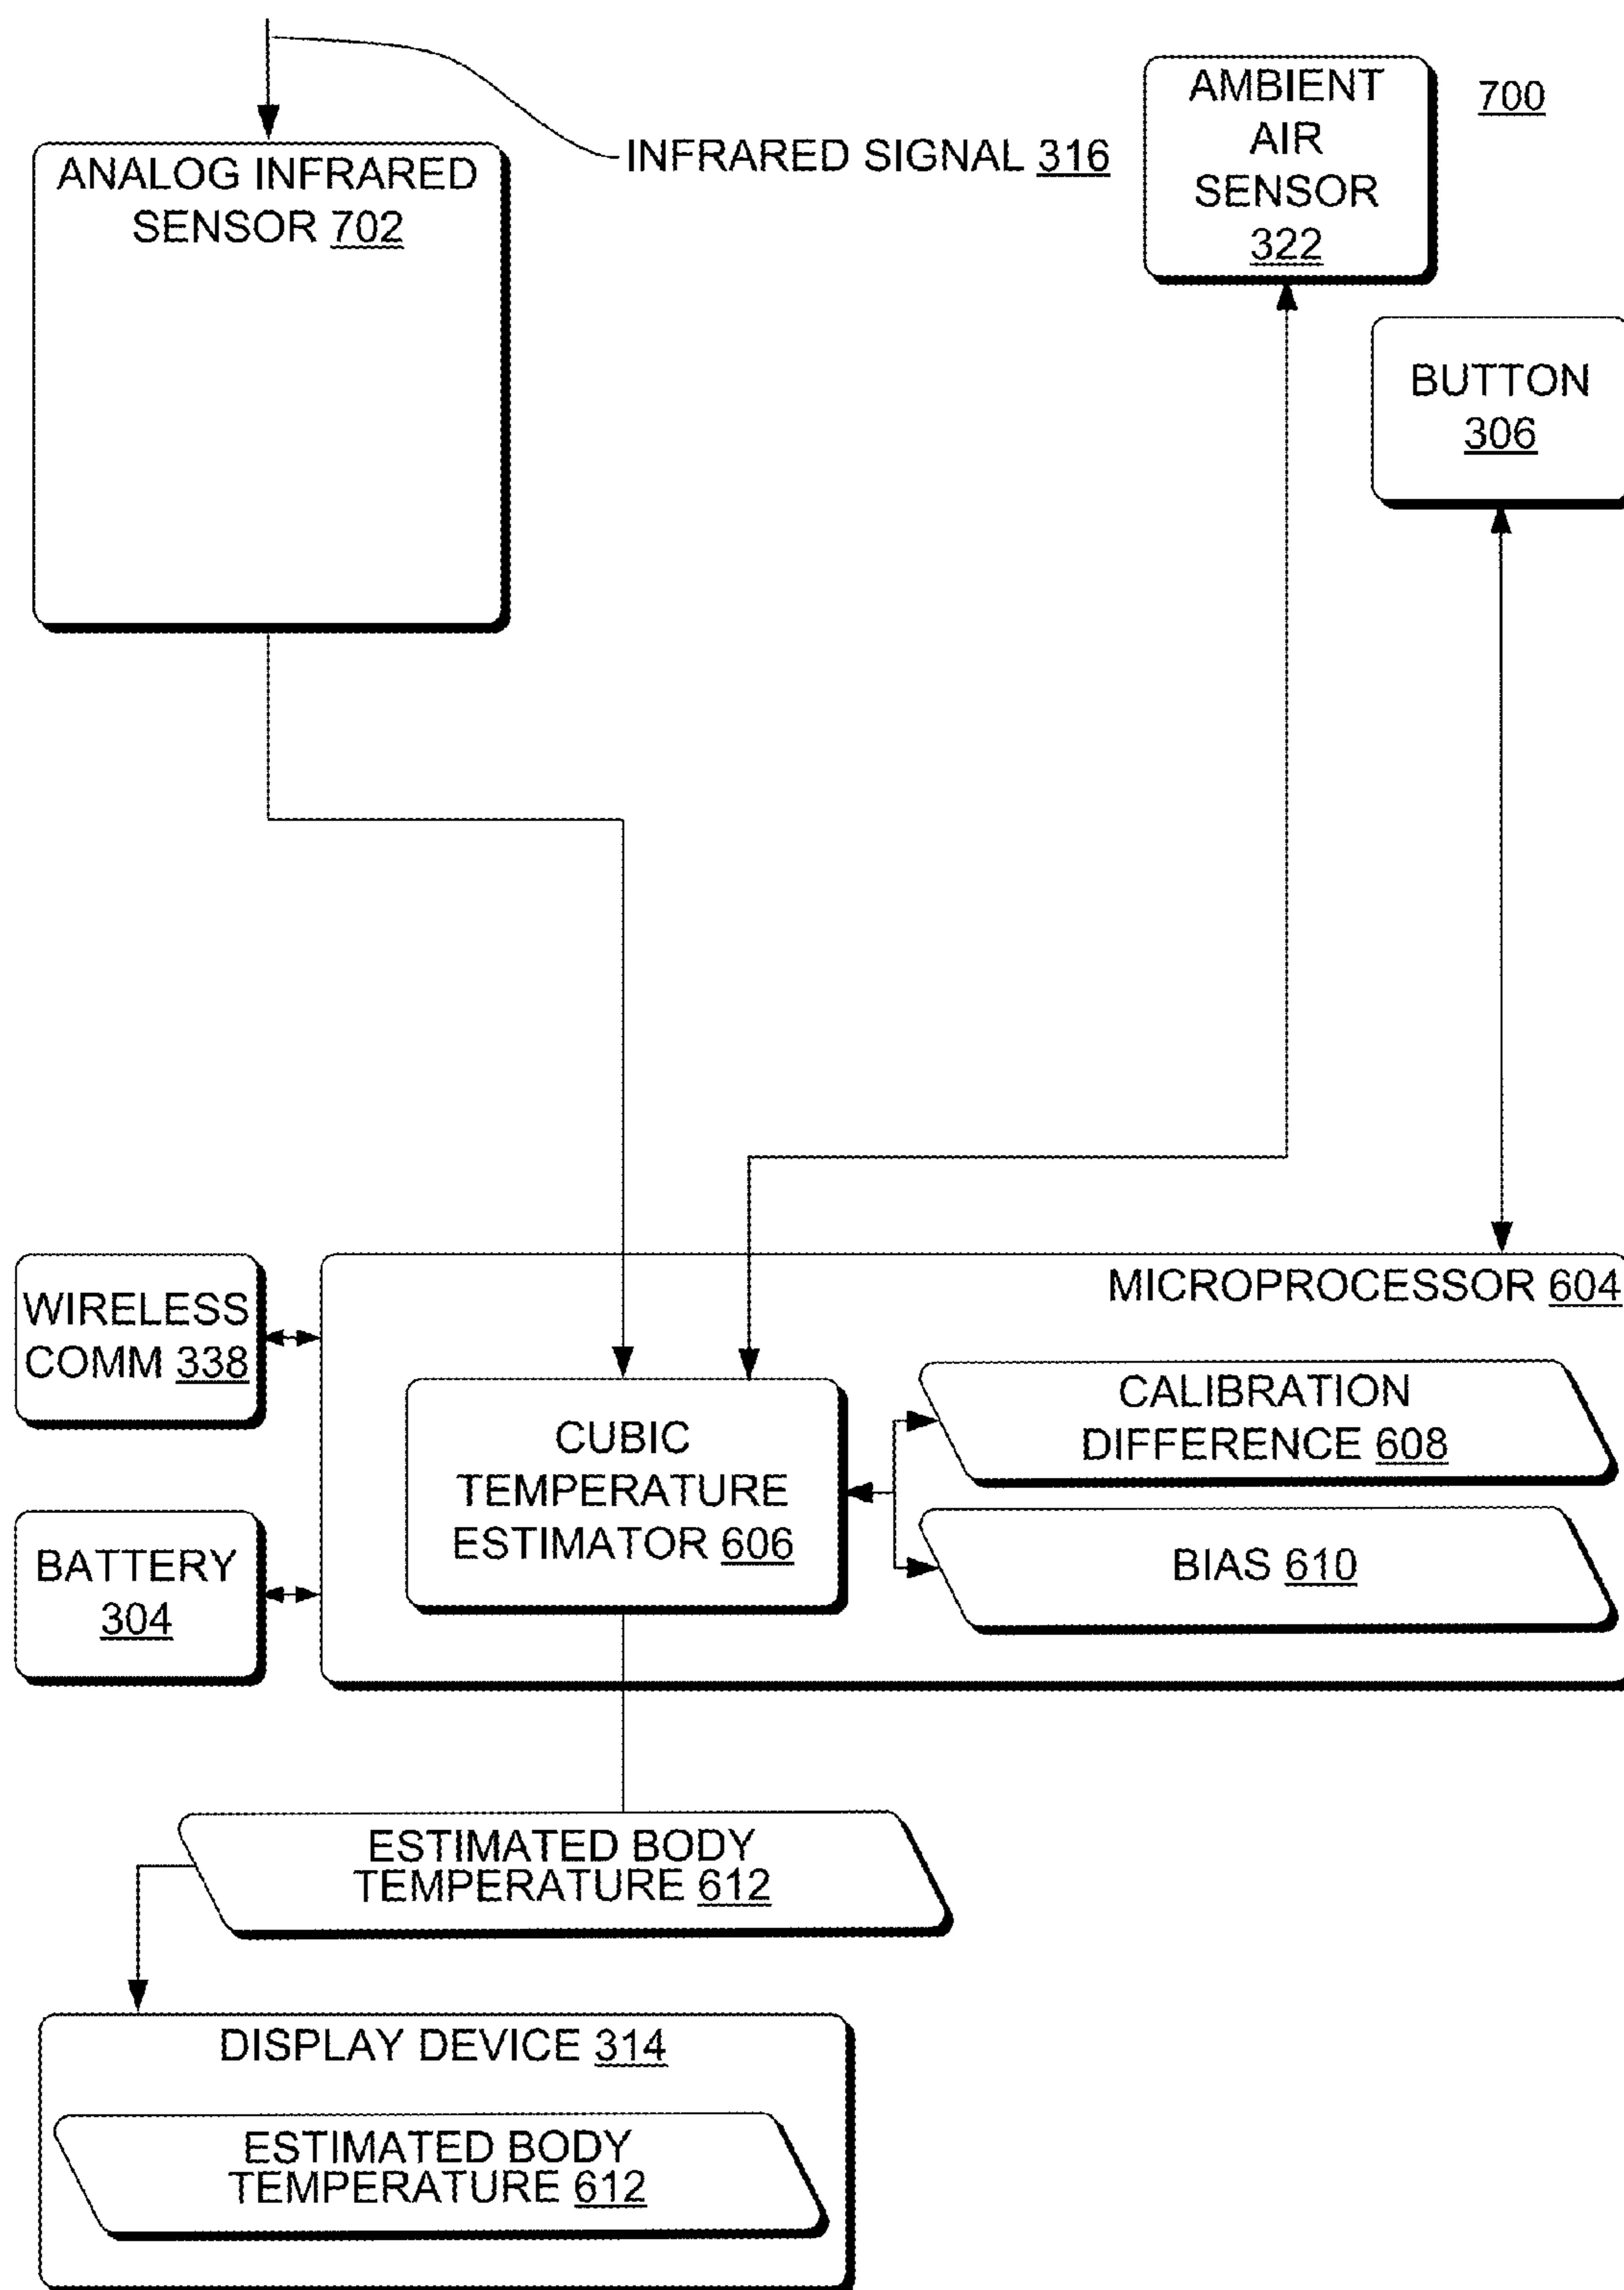 700
INFRARED SIGNAL 316
ANALOG INFRARED
SENSOR 702
AMBIENT
AIR
SENSOR
322
BUTTON
306
MICROPROCESSOR 604
WIRELESS
COMM 338
BATTERY
304
CUBIC
TEMPERATURE
ESTIMATOR 606
CALIBRATION
DIFFERENCE 608
BIAS 610
ESTIMATED BODY
TEMPERATURE 612
DISPLAY DEVICE 314
ESTIMATED BODY
TEMPERATURE 612